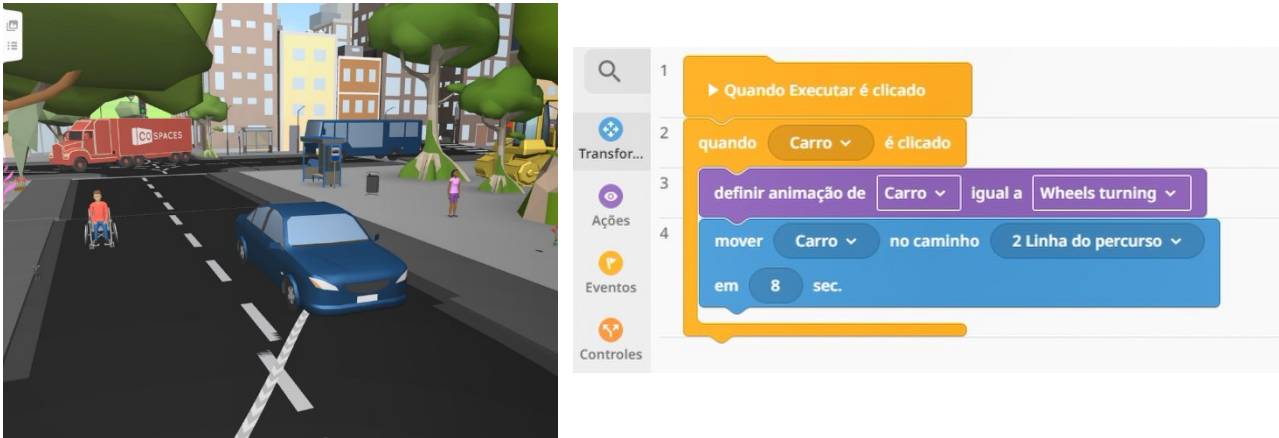 CO SPACES
1
▶ Quando Executar é clicado
2
quando Carro é clicado
3
definir animação de Carro igual a Wheels turning
4
mover Carro no caminho 2 Linha do percurso
em 8 sec.
Transfor...
Ações
Eventos
Controles